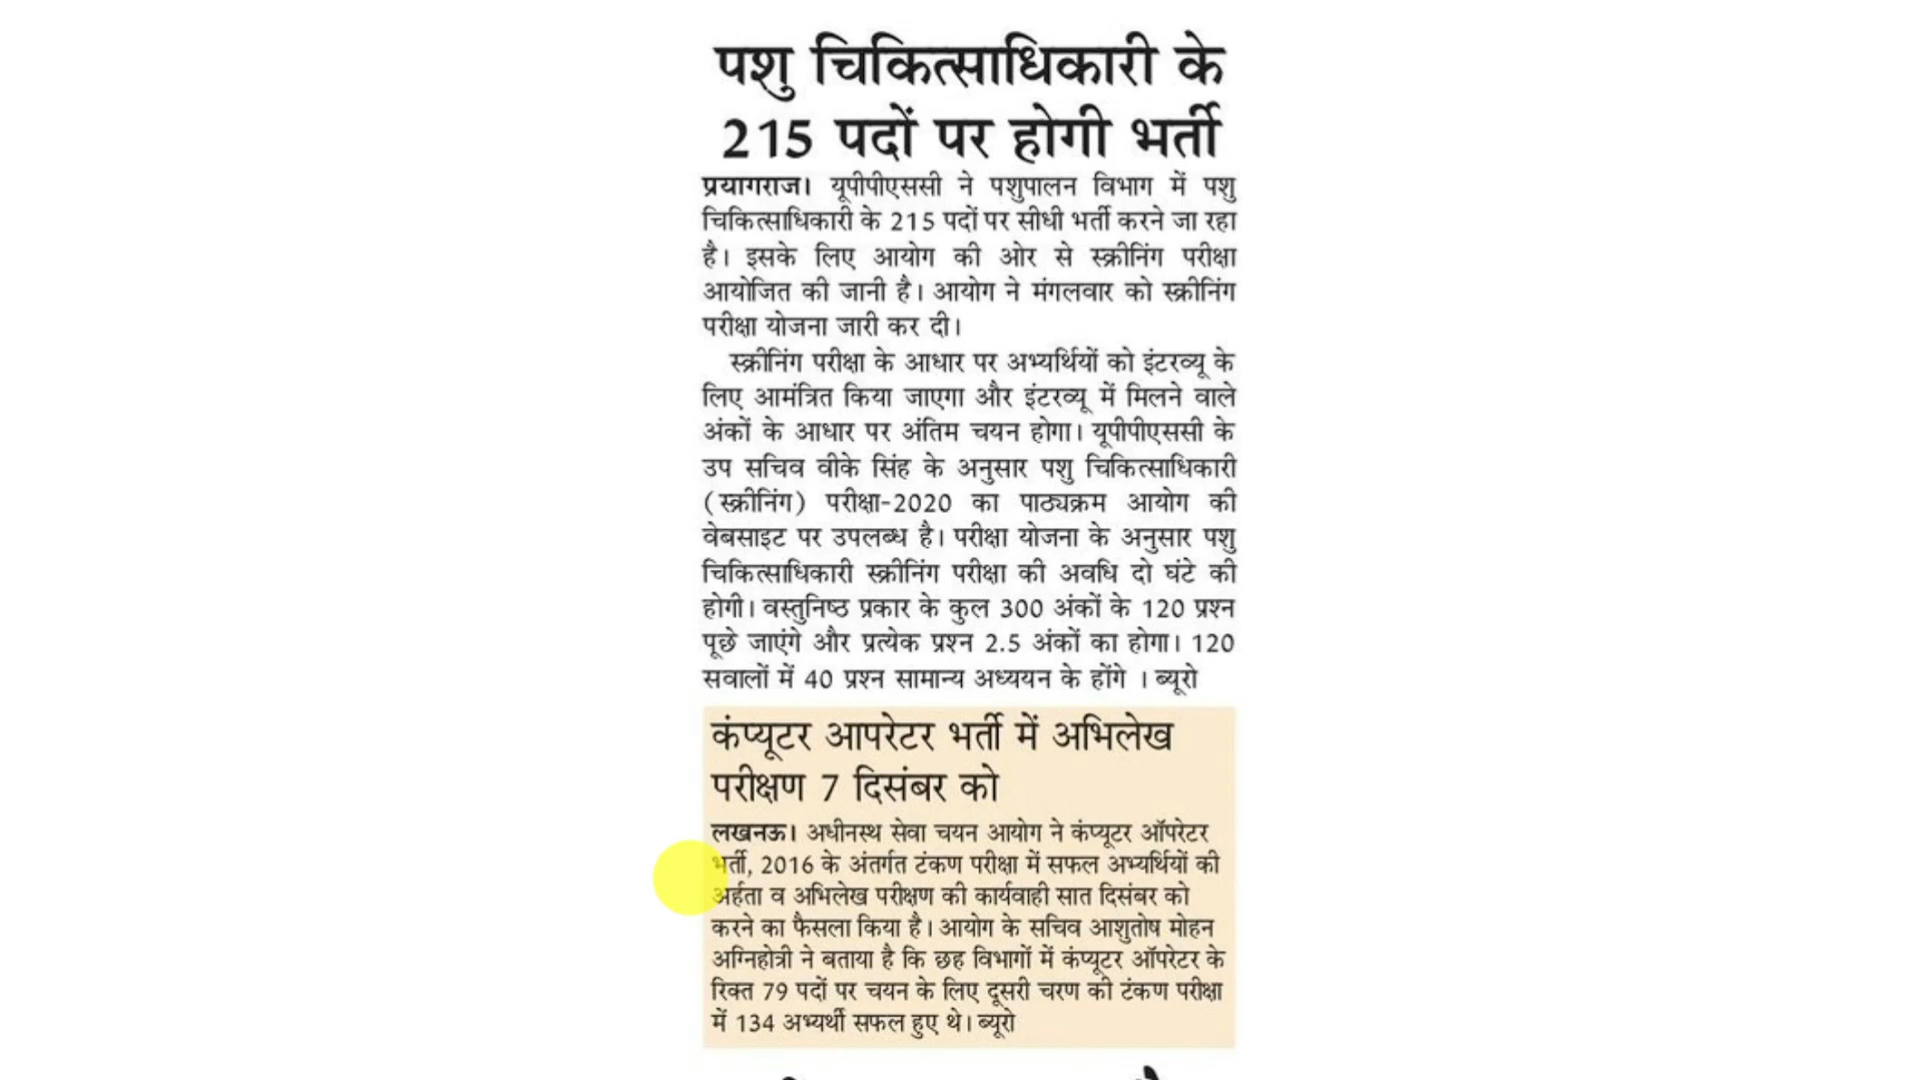 पशु चिकित्साधिकारी के
215 पदों पर होगी भर्ती
प्रयागराज। यूपीपीएससी ने पशुपालन विभाग में पशु
चिकित्साधिकारी के 215 पदों पर सीधी भर्ती करने जा रहा
है। इसके लिए आयोग की ओर से स्क्रीनिंग परीक्षा
आयोजित की जानी है। आयोग ने मंगलवार को स्क्रीनिंग
परीक्षा योजना जारी कर दी।
स्क्रीनिंग परीक्षा के आधार पर अभ्यर्थियों को इंटरव्यू के
लिए आमंत्रित किया जाएगा और इंटरव्यू में मिलने वाले
अंकों के आधार पर अंतिम चयन होगा। यूपीपीएससी के
उप सचिव वीके सिंह के अनुसार पशु चिकित्साधिकारी
(स्क्रीनिंग) परीक्षा-2020 का पाठ्यक्रम आयोग की
वेबसाइट पर उपलब्ध है। परीक्षा योजना के अनुसार पशु
चिकित्साधिकारी स्क्रीनिंग परीक्षा की अवधि दो घंटे की
होगी। वस्तुनिष्ठ प्रकार के कुल 300 अंकों के 120 प्रश्न
पूछे जाएंगे और प्रत्येक प्रश्न 2.5 अंकों का होगा। 120
सवालों में 40 प्रश्न सामान्य अध्ययन के होंगे । ब्यूरो
कंप्यूटर आपरेटर भर्ती में अभिलेख
परीक्षण 7 दिसंबर को
लखनऊ। अधीनस्थ सेवा चयन आयोग ने कंप्यूटर ऑपरेटर
भर्ती, 2016 के अंतर्गत टंकण परीक्षा में सफल अभ्यर्थियों की
अर्हता व अभिलेख परीक्षण की कार्यवाही सात दिसंबर को
करने का फैसला किया है। आयोग के सचिव आशुतोष मोहन
अग्निहोत्री ने बताया है कि छह विभागों में कंप्यूटर ऑपरेटर के
रिक्त 79 पदों पर चयन के लिए दूसरी चरण की टंकण परीक्षा
में 134 अभ्यर्थी सफल हुए थे। ब्यूरो